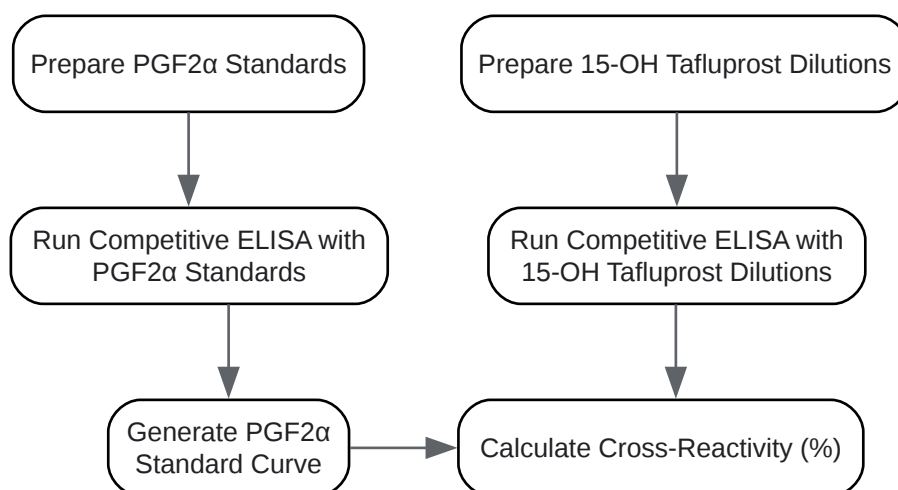 Prepare PGF2α Standards
Prepare 15-OH Tafluprost Dilutions
Run Competitive ELISA with
PGF2α Standards
Run Competitive ELISA with
15-OH Tafluprost Dilutions
Generate PGF2α
Standard Curve
Calculate Cross-Reactivity (%)